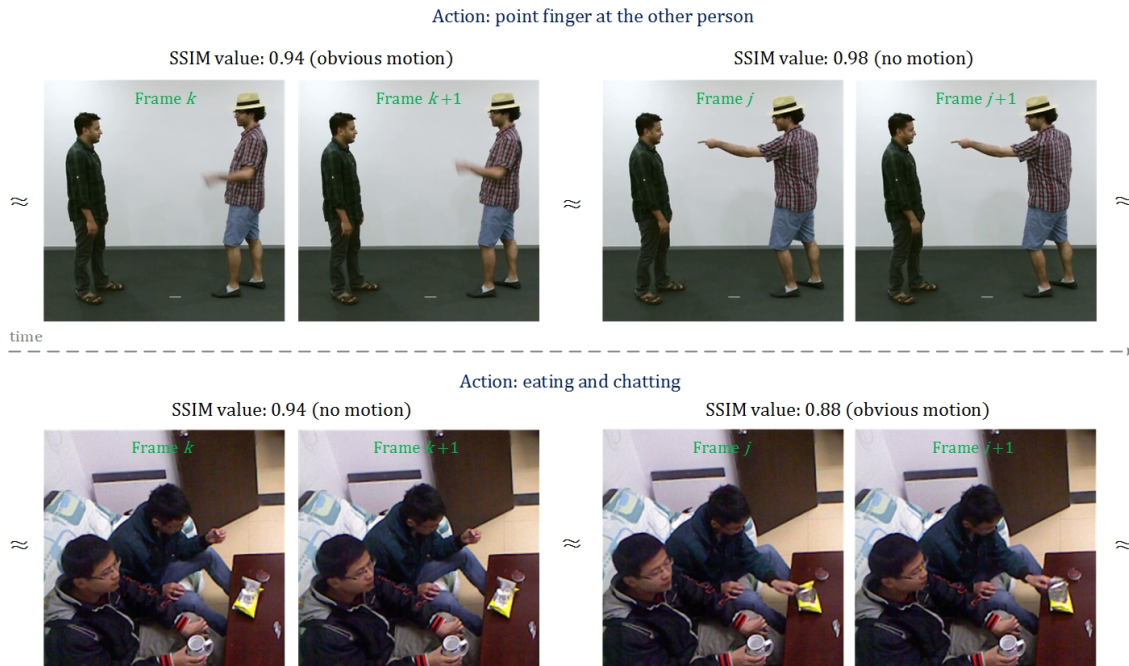 Action: point finger at the other person
SSIM value: 0.94 (obvious motion)
SSIM value: 0.98 (no motion)
Frame k
Frame k+1
Frame j
Frame j+1
≈
≈
≈
time
Action: eating and chatting
SSIM value: 0.94 (no motion)
SSIM value: 0.88 (obvious motion)
Frame k
Frame k+1
Frame j
Frame j+1
≈
≈
≈